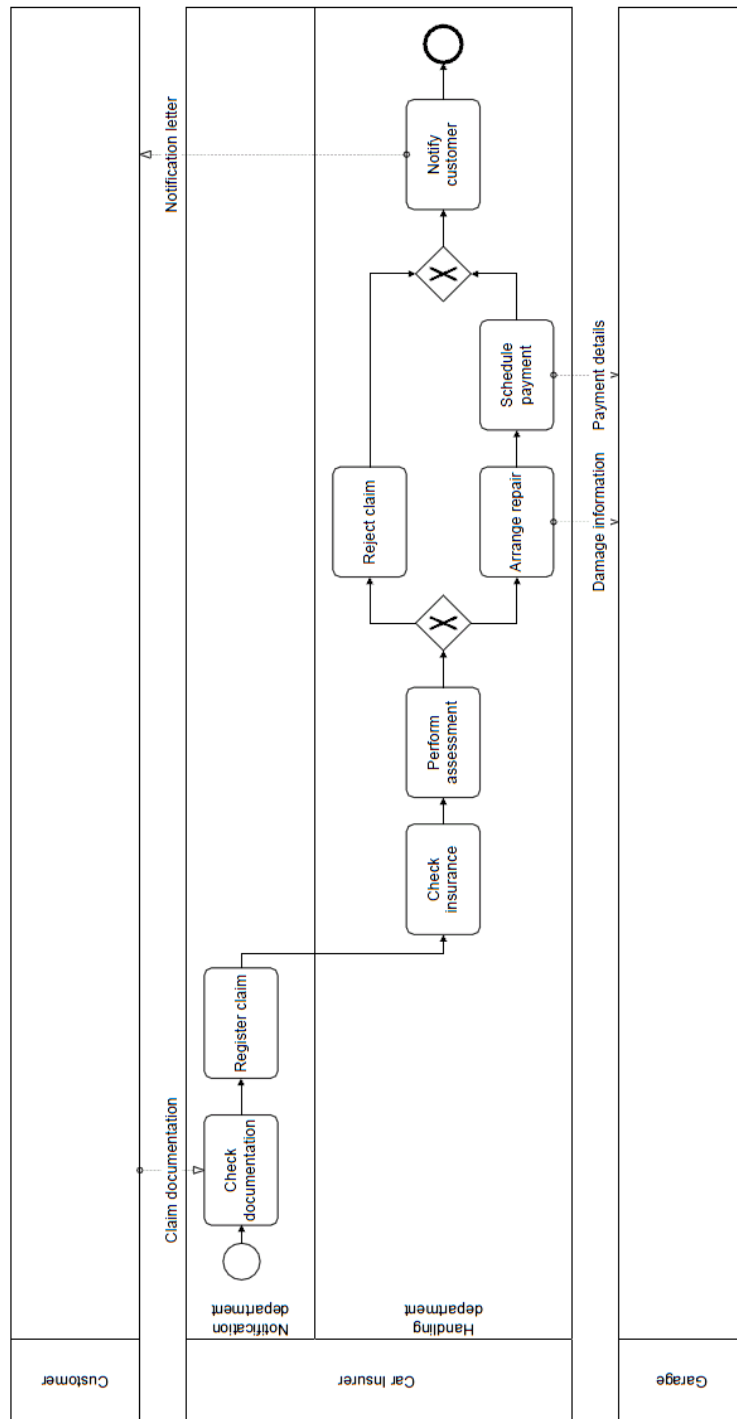 Customer
Claim documentation
Notification letter
Car Insurer
Notification
department
Check
documentation
Register claim
Handling
department
Check
insurance
Perform
assessment
Reject claim
Arrange repair
Schedule
payment
Notify
customer
X
X
Damage information
Payment details
Garage